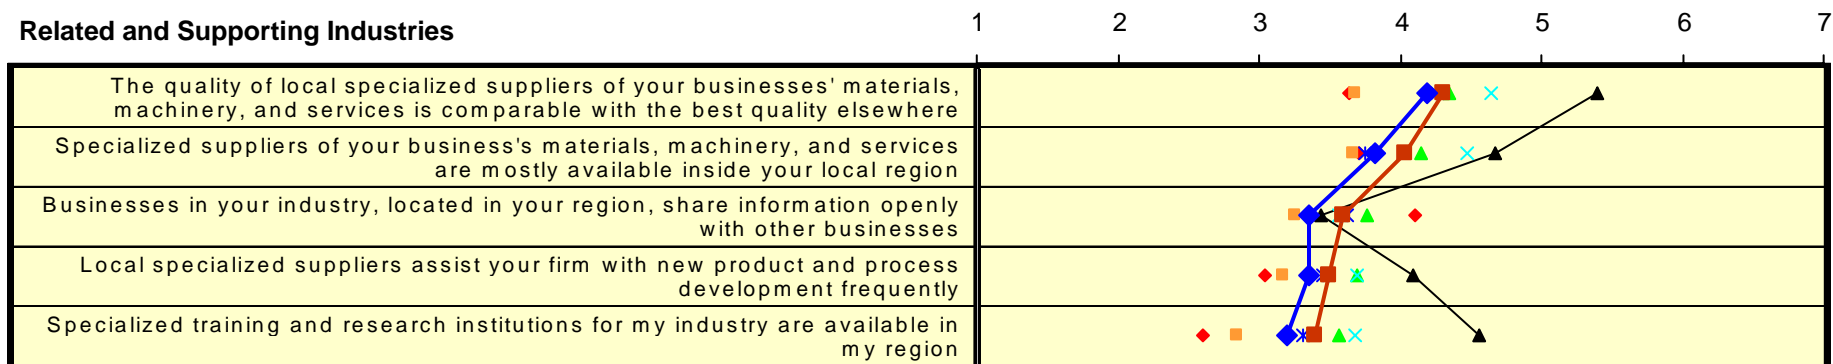 1 2 3 4 5 6 7
Related and Supporting Industries
The quality of local specialized suppliers of your businesses' materials,
machinery, and services is comparable with the best quality elsewhere
Specialized suppliers of your business's materials, machinery, and services
are mostly available inside your local region
Businesses in your industry, located in your region, share information openly
with other businesses
Local specialized suppliers assist your firm with new product and process
development frequently
Specialized training and research institutions for my industry are available in
my region